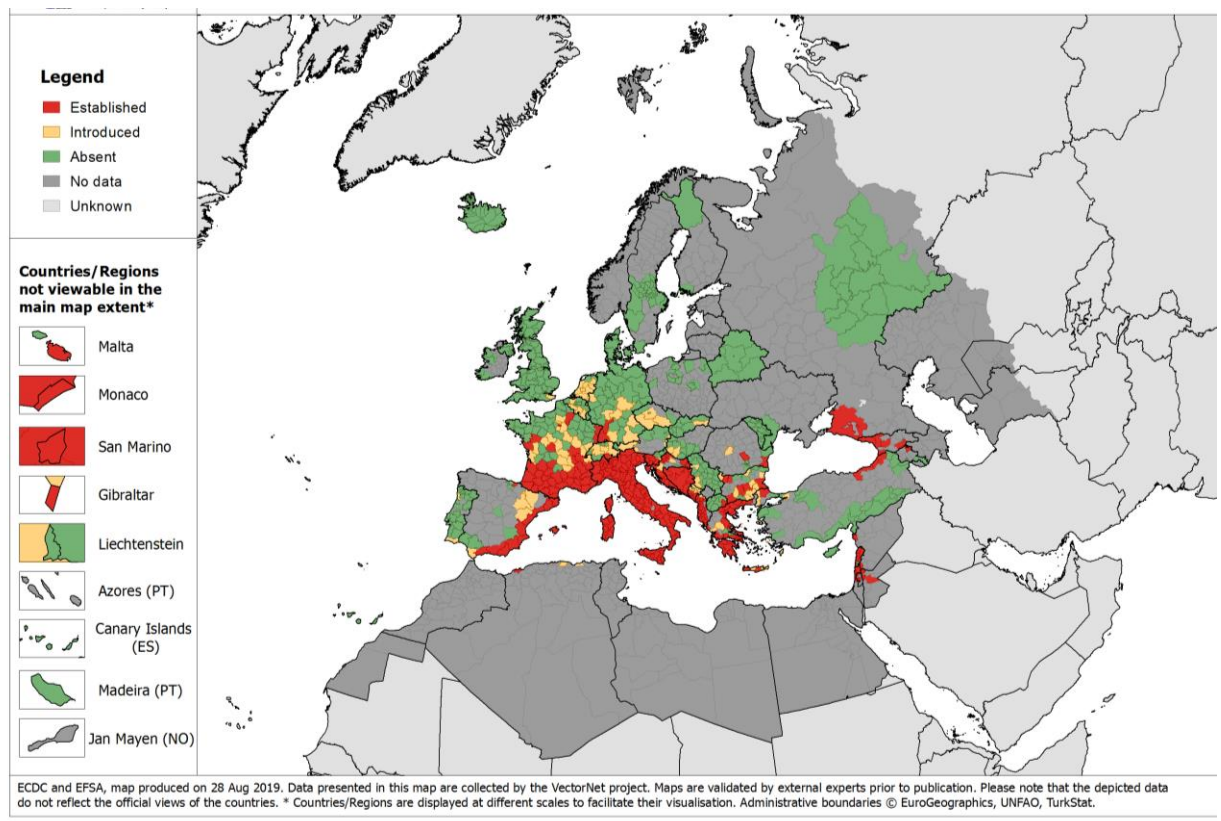 Legend
Established
Introduced
Absent
No data
Unknown
Countries/Regions
not viewable in the
main map extent*
Malta
Monaco
San Marino
Gibraltar
Liechtenstein
Azores (PT)
Canary Islands
(ES)
Madeira (PT)
Jan Mayen (NO)
ECDC and EFSA, map produced on 28 Aug 2019. Data presented in this map are collected by the VectorNet project. Maps are validated by external experts prior to publication. Please note that the depicted data
do not reflect the official views of the countries. * Countries/Regions are displayed at different scales to facilitate their visualisation. Administrative boundaries © EuroGeographics, UNFAO, TurkStat.